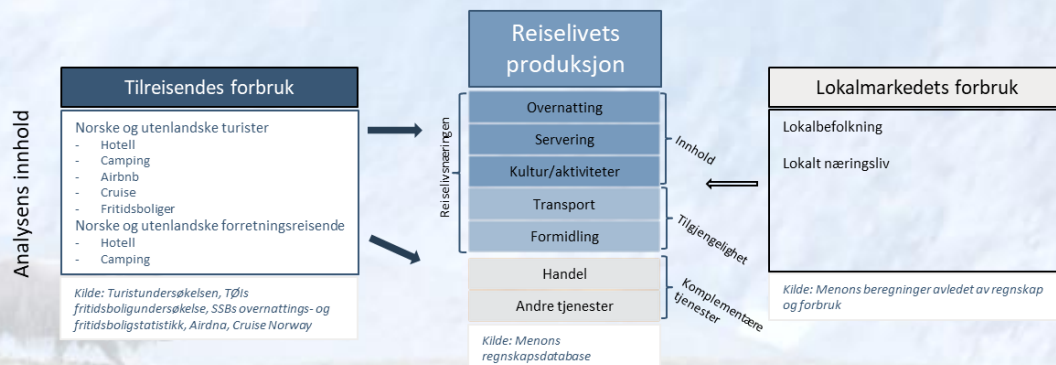 Analysens innhold
Tilreisendes forbruk
Norske og utenlandske turister
- Hotell
- Camping
- Airbnb
- Cruise
- Fritidsboliger
Norske og utenlandske forretningsreisende
- Hotell
- Camping
Kilde: Turistundersøkelsen, TØIs
fritidsboligundersøkelse, SSBs overnattings- og
fritidsboligstatistikk, Airdna, Cruise Norway
Reiselivets
produksjon
Reiselivsnæringen
Overnatting
Servering
Kultur/aktiviteter
Transport
Formidling
Handel
Andre tjenester
Innhold
Tilgjengelighet
Komplementære
tjenester
Kilde: Menons
regnskapsdatabase
Lokalmarkedets forbruk
Lokalbefolkning
Lokalt næringsliv
Kilde: Menons beregninger avledet av regnskap
og forbruk